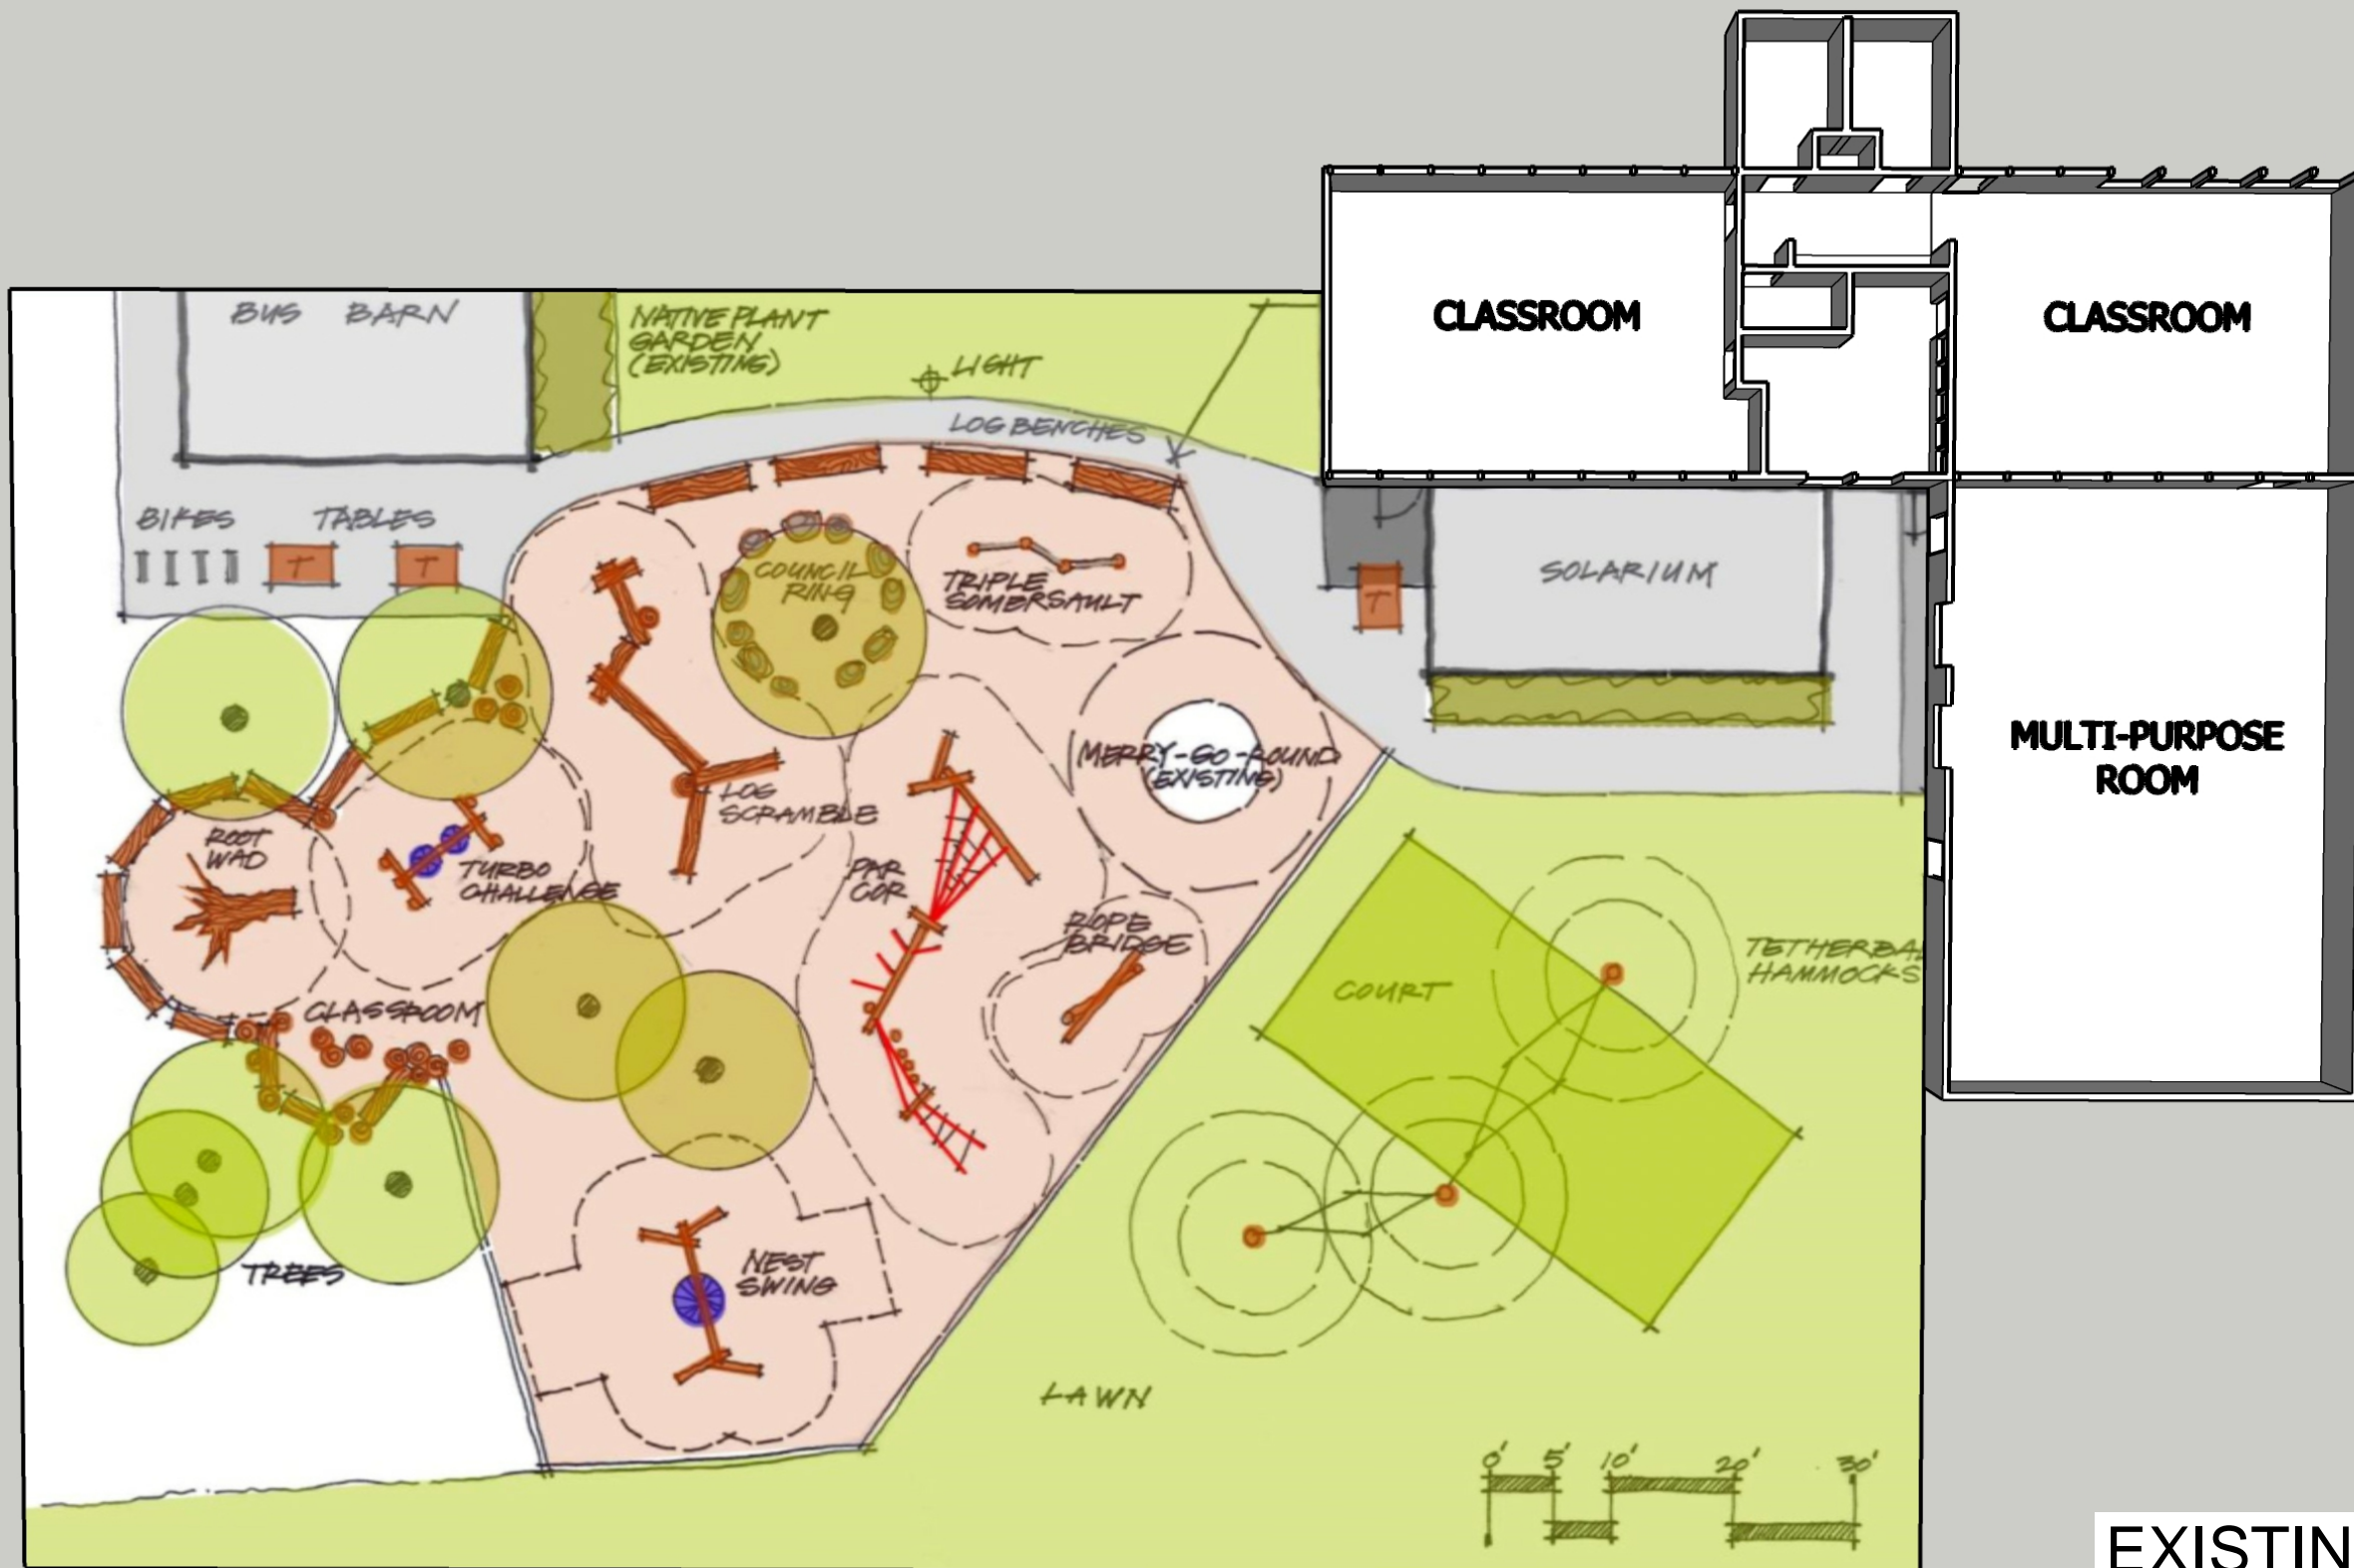 BUS BARN
NATIVE PLANT
GARDEN
(EXISTING)
LIGHT
LOG BENCHES
CLASSROOM
CLASSROOM
BIKES
TABLES
T
T
COUNCIL
RING
TRIPLE
SOMERSAULT
T
SOLARIUM
MERRY-GO-ROUND
(EXISTING)
MULTI-PURPOSE
ROOM
LOG
SCRAMBLE
ROOT
WAD
TURBO
CHALLENGE
PAR
COR
ROPE
BRIDGE
COURT
TETHERBA
HAMMOCKS
CLASSROOM
TREES
NEST
SWING
LAWN
0' 5' 10' 20' 30'
EXISTIN